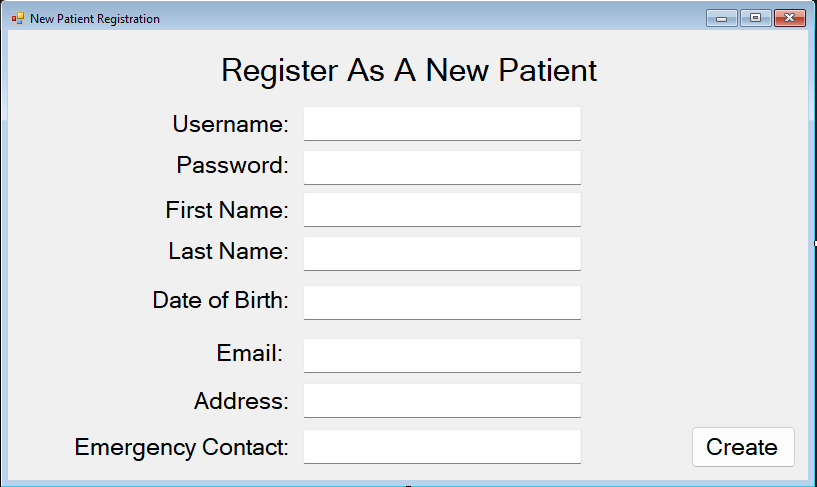 New Patient Registration
Register As A New Patient
Username:
Password:
First Name:
Last Name:
Date of Birth:
Email:
Address:
Emergency Contact:
Create